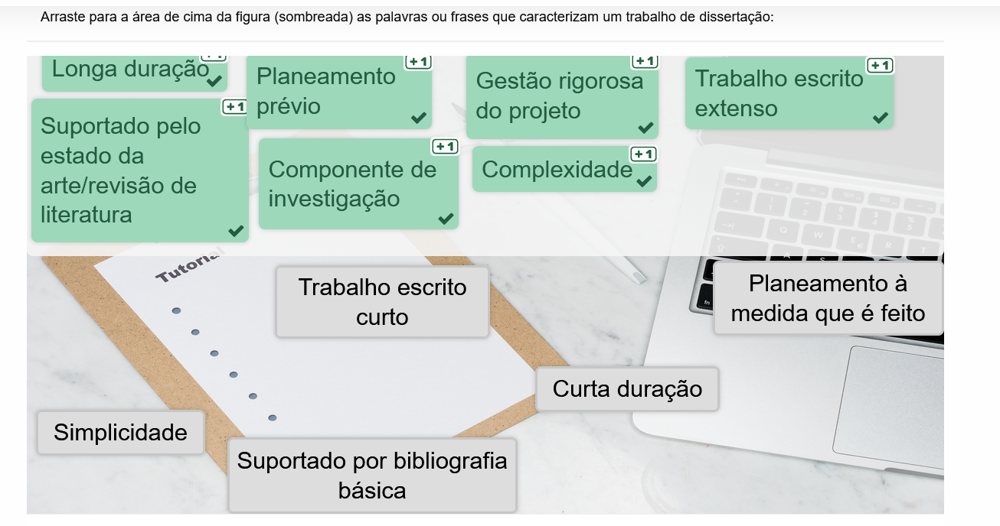 Arraste para a área de cima da figura (sombreada) as palavras ou frases que caracterizam um trabalho de dissertação:
Longa duração
+1
Planeamento
prévio
+1
Gestão rigorosa
do projeto
+1
Trabalho escrito
extenso
+1
Suportado pelo
estado da
arte/revisão de
literatura
+1
Componente de
investigação
+1
Complexidade
Tutorial
Trabalho escrito
curto
Planeamento à
medida que é feito
Curta duração
Simplicidade
Suportado por bibliografia
básica